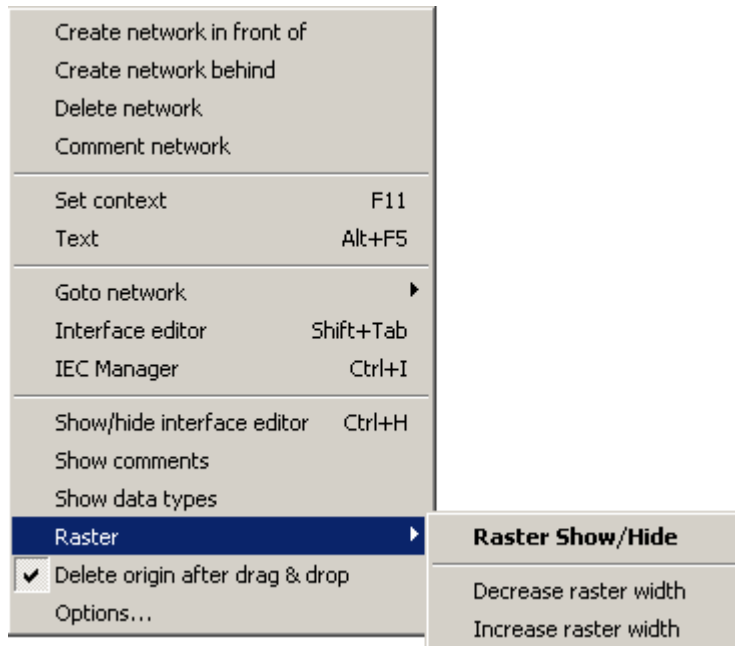 Create network in front of
Create network behind
Delete network
Comment network
Set context F11
Text Alt+F5
Goto network
Interface editor Shift+Tab
IEC Manager Ctrl+I
Show/hide interface editor Ctrl+H
Show comments
Show data types
Raster
Raster Show/Hide
Delete origin after drag & drop
Decrease raster width
Options...
Increase raster width